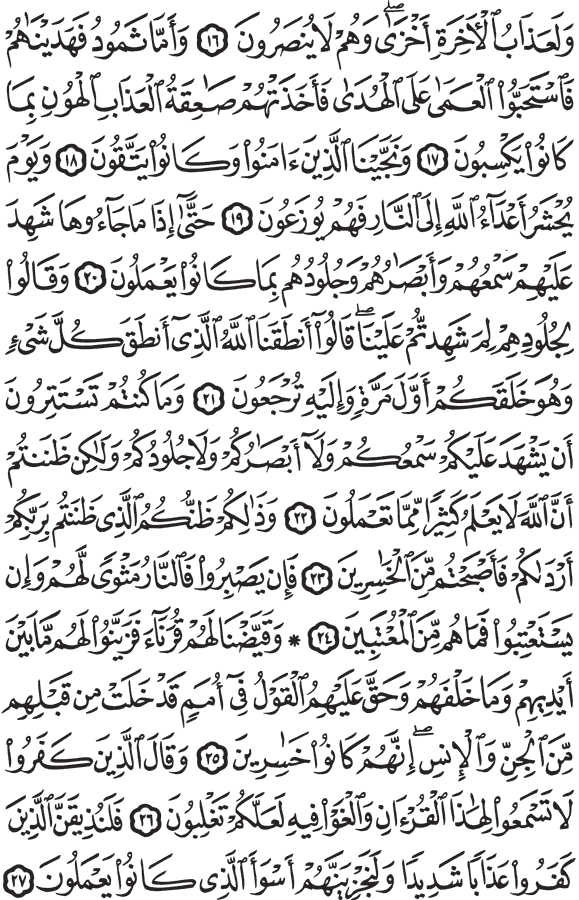 وَلَعَذَابُ ٱلْأَخِرَةِ أَخْزَىٰۖ وَهُمْ لَا يُنصَرُونَ ١٦ وَأَمَّا ثَمُودُ فَهَدَيْنَٰهُمْ
فَٱسْتَحَبُّوا۟ ٱلْعَمَىٰ عَلَى ٱلْهُدَىٰ فَأَخَذَتْهُمْ صَٰعِقَةُ ٱلْعَذَابِ ٱلْهُونِ بِمَا
كَانُوا۟ يَكْسِبُونَ ١٧ وَنَجَّيْنَا ٱلَّذِينَ ءَامَنُوا۟ وَكَانُوا۟ يَتَّقُونَ ١٨ وَيَوْمَ
يُحْشَرُ أَعْدَآءُ ٱللَّهِ إِلَى ٱلنَّارِ فَهُمْ يُوزَعُونَ ١٩ حَتَّىٰٓ إِذَا مَا جَآءُوهَا شَهِدَ
عَلَيْهِمْ سَمْعُهُمْ وَأَبْصَٰرُهُمْ وَجُلُودُهُم بِمَا كَانُوا۟ يَعْمَلُونَ ٢٠ وَقَالُوا۟
لِجُلُودِهِمْ لِمَ شَهِدتُّمْ عَلَيْنَاۖ قَالُوٓا۟ أَنطَقَنَا ٱللَّهُ ٱلَّذِىٓ أَنطَقَ كُلَّ شَىْءٍ
وَهُوَ خَلَقَكُمْ أَوَّلَ مَرَّةٍ وَإِلَيْهِ تُرْجَعُونَ ٢١ وَمَا كُنتُمْ تَسْتَتِرُونَ
أَن يَشْهَدَ عَلَيْكُمْ سَمْعُكُمْ وَلَآ أَبْصَٰرُكُمْ وَلَا جُلُودُكُمْ وَلَٰكِن ظَنَنتُمْ
أَنَّ ٱللَّهَ لَا يَعْلَمُ كَثِيرًا مِّمَّا تَعْمَلُونَ ٢٢ وَذَٰلِكُمْ ظَنُّكُمُ ٱلَّذِى ظَنَنتُم بِرَبِّكُمْ
أَرْدَىٰكُمْ فَأَصْبَحْتُم مِّنَ ٱلْخَٰسِرِينَ ٢٣ فَإِن يَصْبِرُوا۟ فَٱلنَّارُ مَثْوًى لَّهُمْ وَإِن
يَسْتَعْتِبُوا۟ فَمَا هُم مِّنَ ٱلْمُعْتَبِينَ ٢٤ * وَقَيَّضْنَا لَهُمْ قُرَنَآءَ فَزَيَّنُوا۟ لَهُم مَّا بَيْنَ
أَيْدِيهِمْ وَمَا خَلْفَهُمْ وَحَقَّ عَلَيْهِمُ ٱلْقَوْلُ فِىٓ أُمَمٍ قَدْ خَلَتْ مِن قَبْلِهِم
مِّنَ ٱلْجِنِّ وَٱلْإِنسِۖ إِنَّهُمْ كَانُوا۟ خَٰسِرِينَ ٢٥ وَقَالَ ٱلَّذِينَ كَفَرُوا۟
لَا تَسْمَعُوا۟ لِهَٰذَا ٱلْقُرْءَانِ وَٱلْغَوْا۟ فِيهِ لَعَلَّكُمْ تَغْلِبُونَ ٢٦ فَلَنُذِيقَنَّ ٱلَّذِينَ
كَفَرُوا۟ عَذَابًا شَدِيدًا وَلَنَجْزِيَنَّهُمْ أَسْوَأَ ٱلَّذِى كَانُوا۟ يَعْمَلُونَ ٢٧